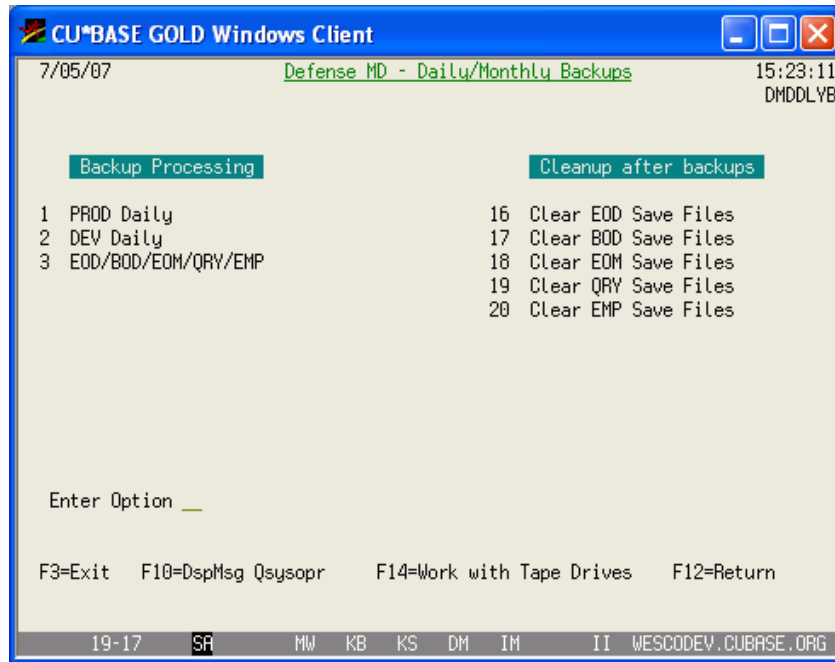 CU*BASE GOLD Windows Client
7/05/07 Defense MD - Daily/Monthly Backups 15:23:11
DMDDLYB
Backup Processing Cleanup after backups
1 PROD Daily 16 Clear EOD Save Files
2 DEV Daily 17 Clear BOD Save Files
3 EOD/BOD/EOM/QRY/EMP 18 Clear EOM Save Files
19 Clear QRY Save Files
20 Clear EMP Save Files
Enter Option __
F3=Exit F10=DspMsg Qsysopr F14=Work with Tape Drives F12=Return
19-17 SA MW KB KS DM IM II WESCODEV.CUBASE.ORG